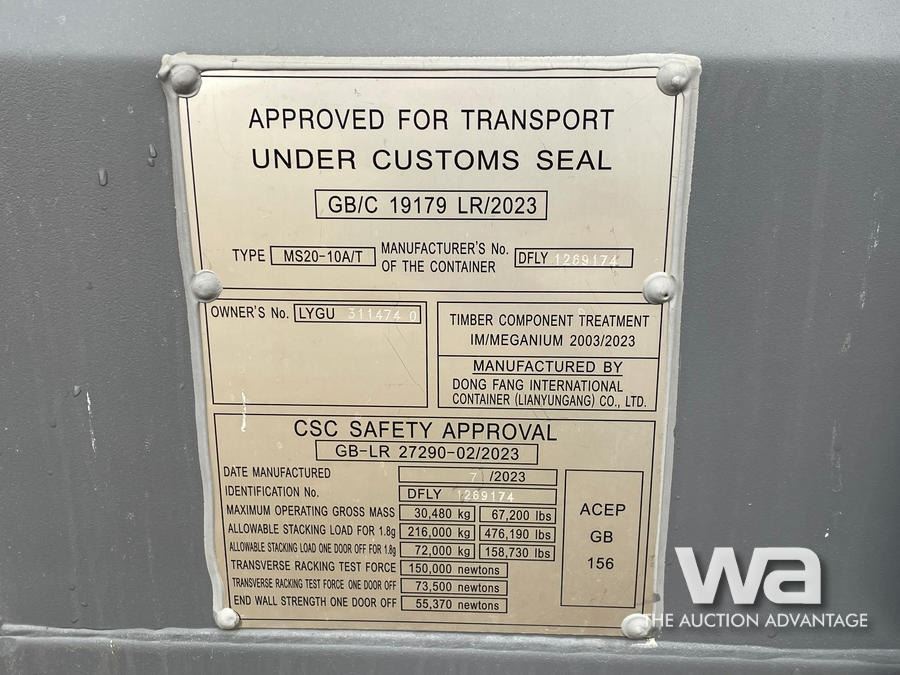 APPROVED FOR TRANSPORT
UNDER CUSTOMS SEAL
GB/C 19179 LR/2023
TYPE MS20-10A/T MANUFACTURER'S No. OF THE CONTAINER DFLY 1269174
OWNER'S No. LYGU 311474 0
TIMBER COMPONENT TREATMENT
IM/MEGANIUM 2003/2023
MANUFACTURED BY
DONG FANG INTERNATIONAL
CONTAINER (LIANYUNGANG) CO., LTD.
CSC SAFETY APPROVAL
GB-LR 27290-02/2023
DATE MANUFACTURED 7 /2023
IDENTIFICATION No. DFLY 1269174
MAXIMUM OPERATING GROSS MASS 30,480 kg 67,200 lbs
ALLOWABLE STACKING LOAD FOR 1.8g 216,000 kg 476,190 lbs
ALLOWABLE STACKING LOAD ONE DOOR OFF FOR 1.8g 72,000 kg 158,730 lbs
TRANSVERSE RACKING TEST FORCE 150,000 newtons
TRANSVERSE RACKING TEST FORCE ONE DOOR OFF 73,500 newtons
END WALL STRENGTH ONE DOOR OFF 55,370 newtons
ACEP
GB
156
wa
THE AUCTION ADVANTAGE